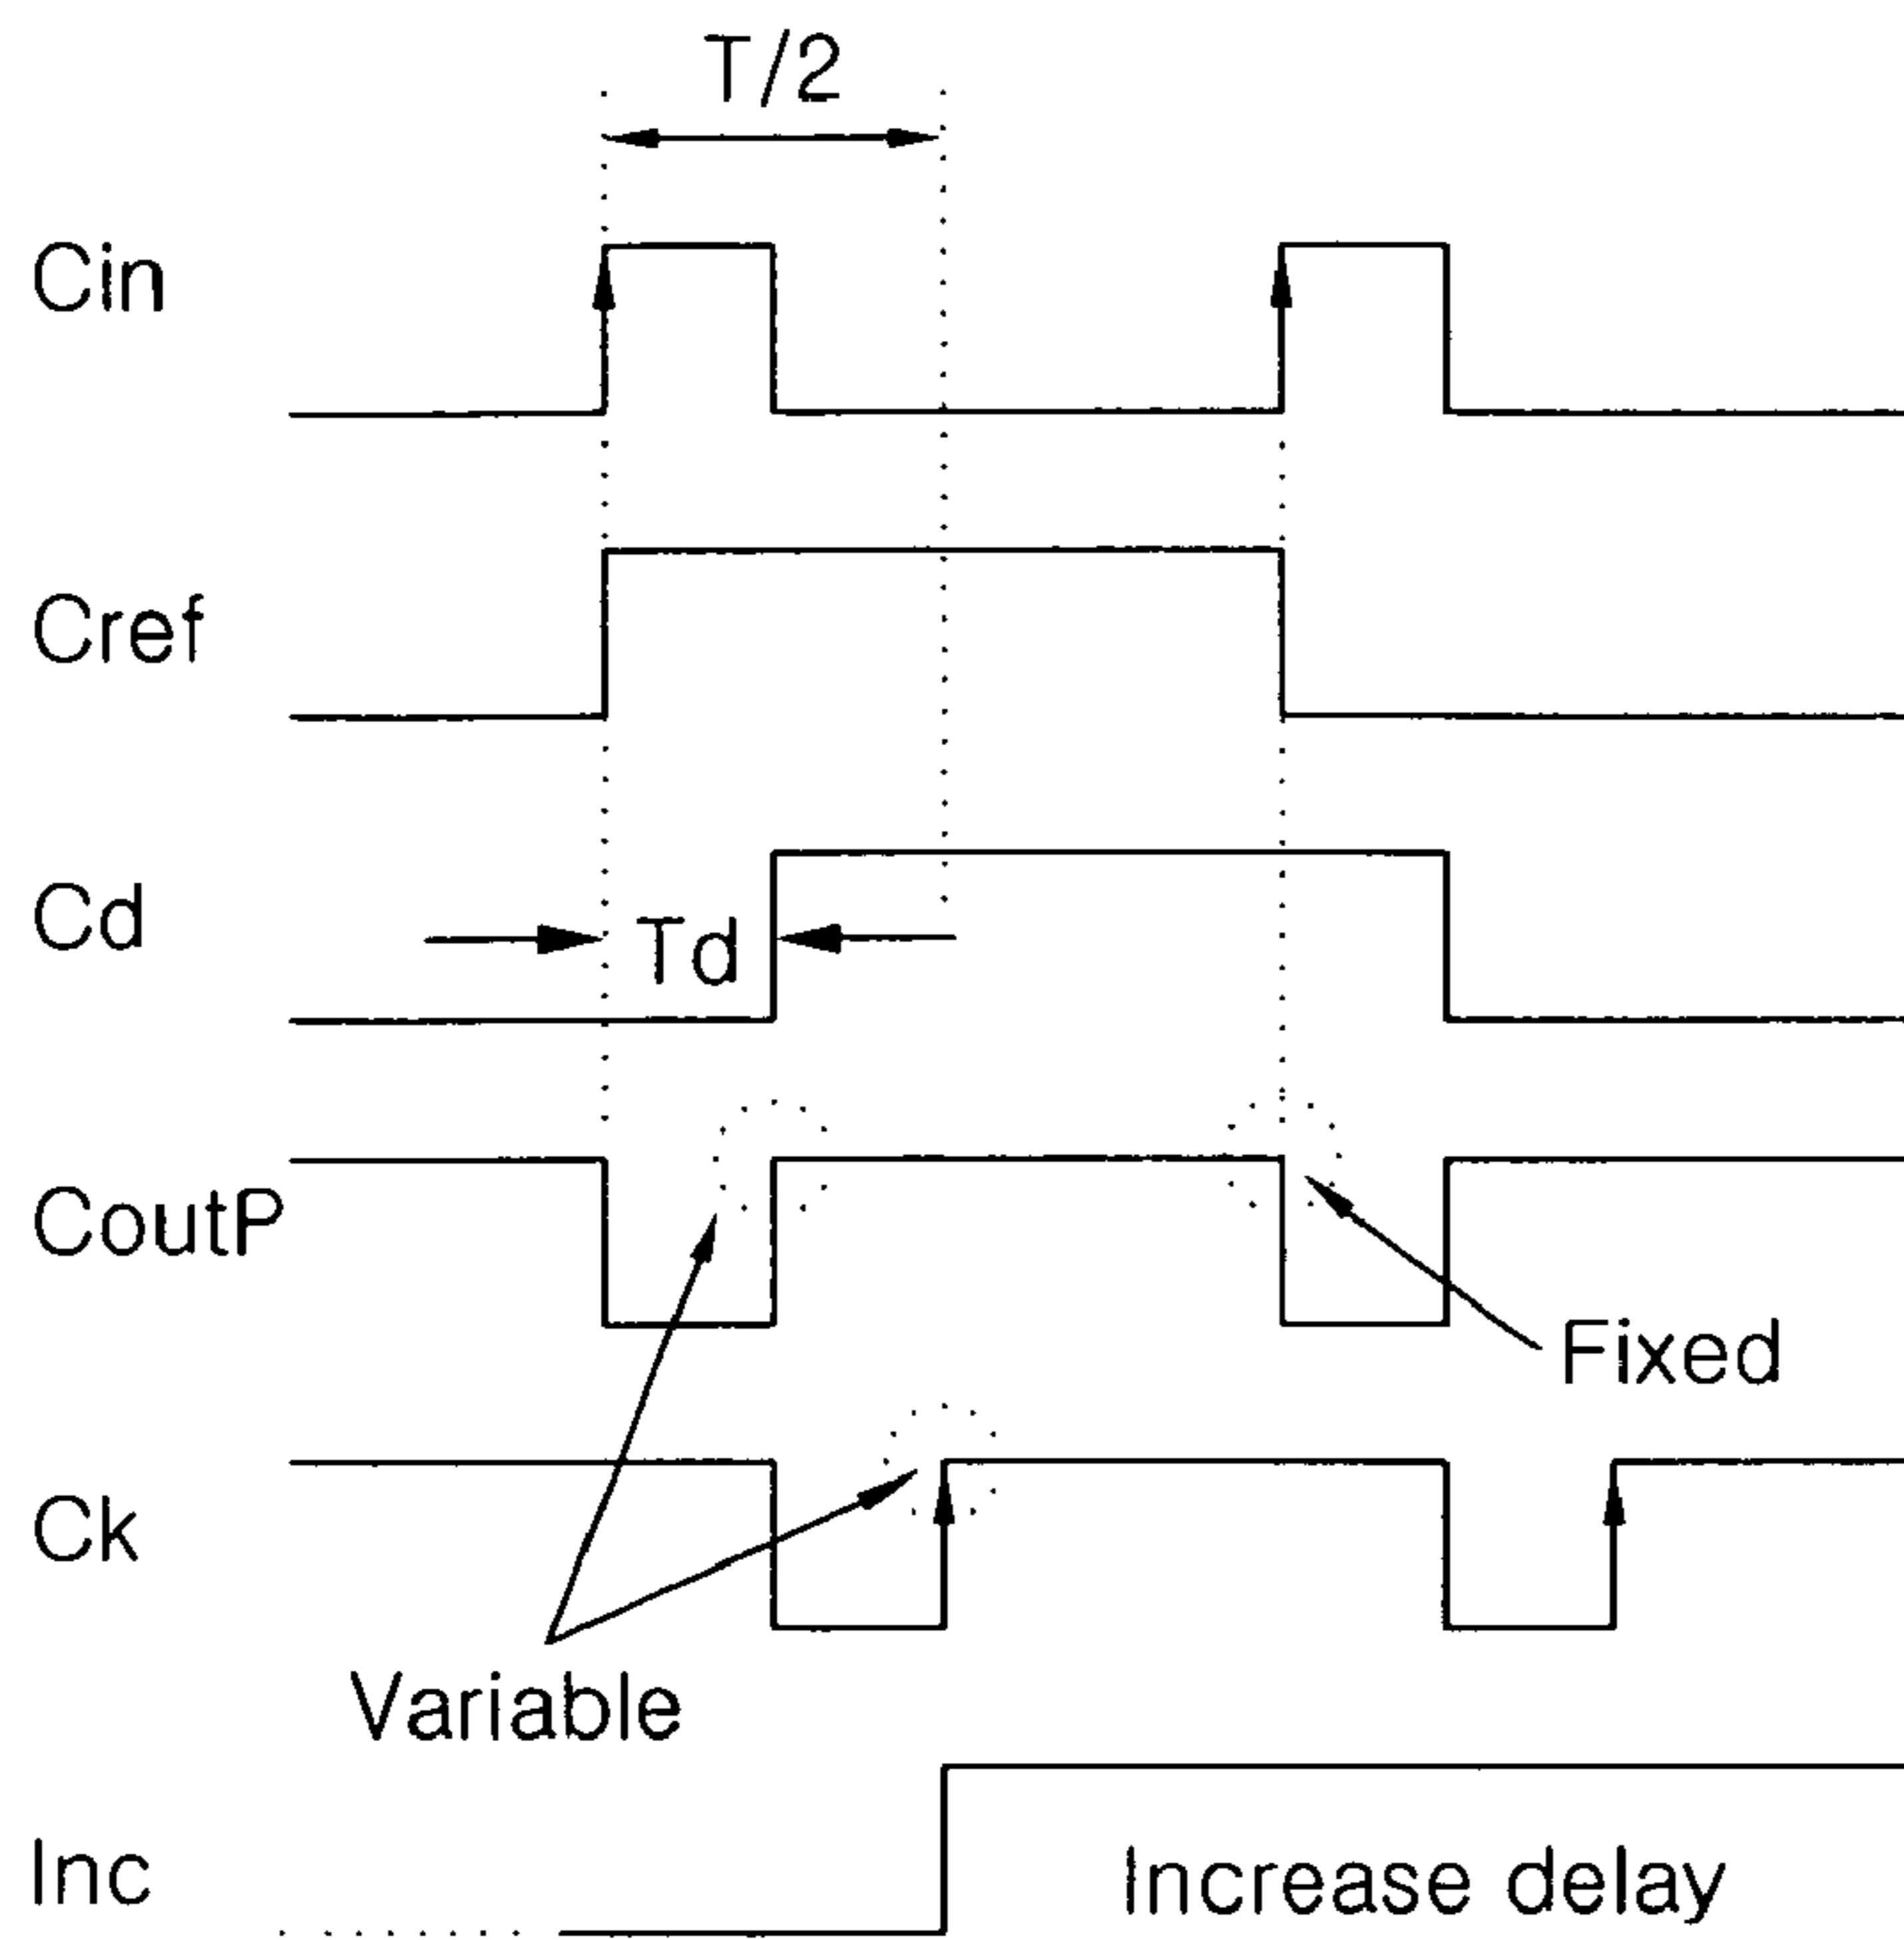 T/2
Cin
Cref
Cd
Td
CoutP
Fixed
Ck
Variable
Inc
Increase delay